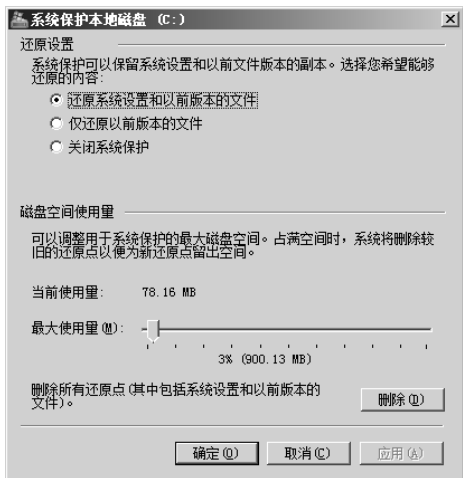 系统保护本地磁盘 (C:)
还原设置
系统保护可以保留系统设置和以前文件版本的副本。选择您希望能够
还原的内容:
还原系统设置和以前版本的文件
仅还原以前版本的文件
关闭系统保护
磁盘空间使用量
可以调整用于系统保护的最大磁盘空间。占满空间时，系统将删除较
旧的还原点以便为新还原点留出空间。
当前使用量: 78.16 MB
最大使用量(M):
3% (900.13 MB)
删除所有还原点(其中包括系统设置和以前版本的
文件)。
删除(D)
确定(O) 取消(C) 应用(A)